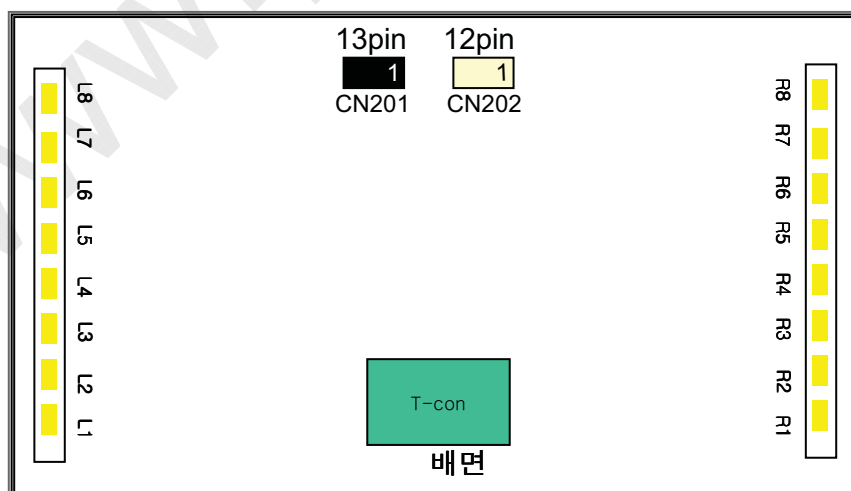 13pin 12pin
1 1
CN201 CN202
L8
L7
L6
L5
L4
L3
L2
L1
R8
R7
R6
R5
R4
R3
R2
R1
T-con
배면